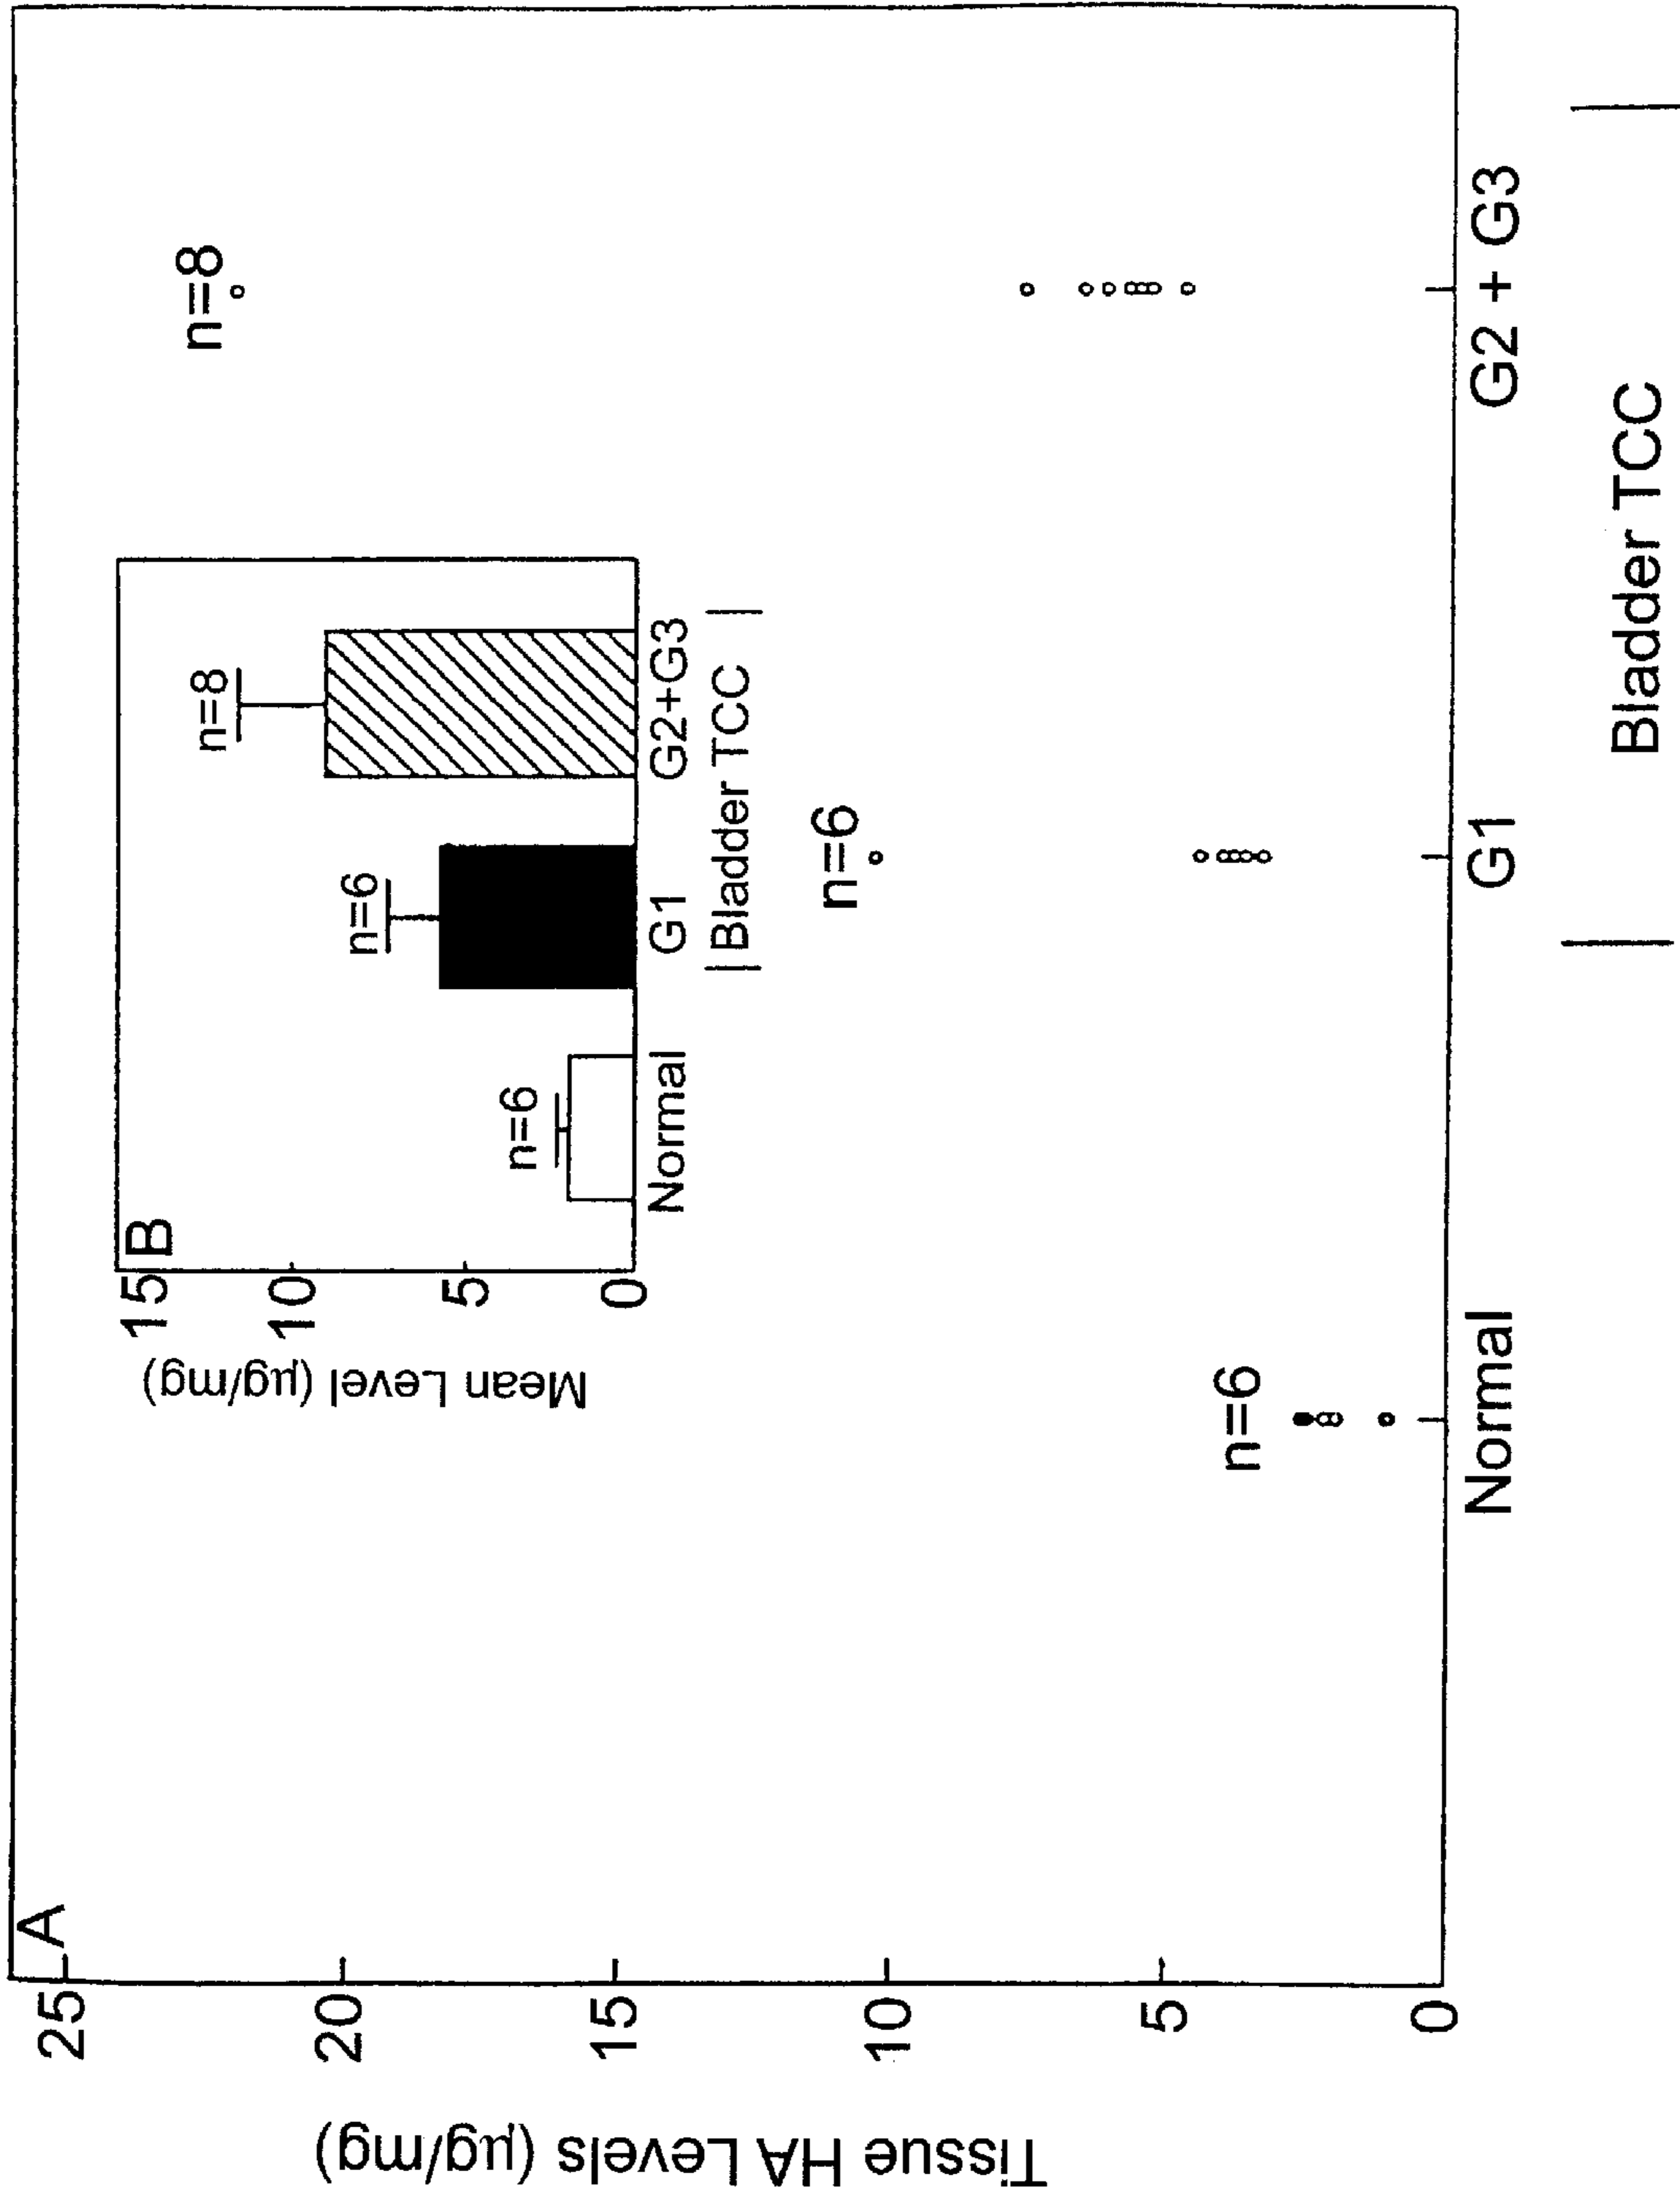 A
Tissue HA Levels (μg/mg)
25
20
15
10
5
0
n=6
n=6
n=8
Normal
G1
G2 + G3
Bladder TCC
B
Mean Level (μg/mg)
15
10
5
0
n=6
n=6
n=8
Normal
G1
G2+G3
Bladder TCC